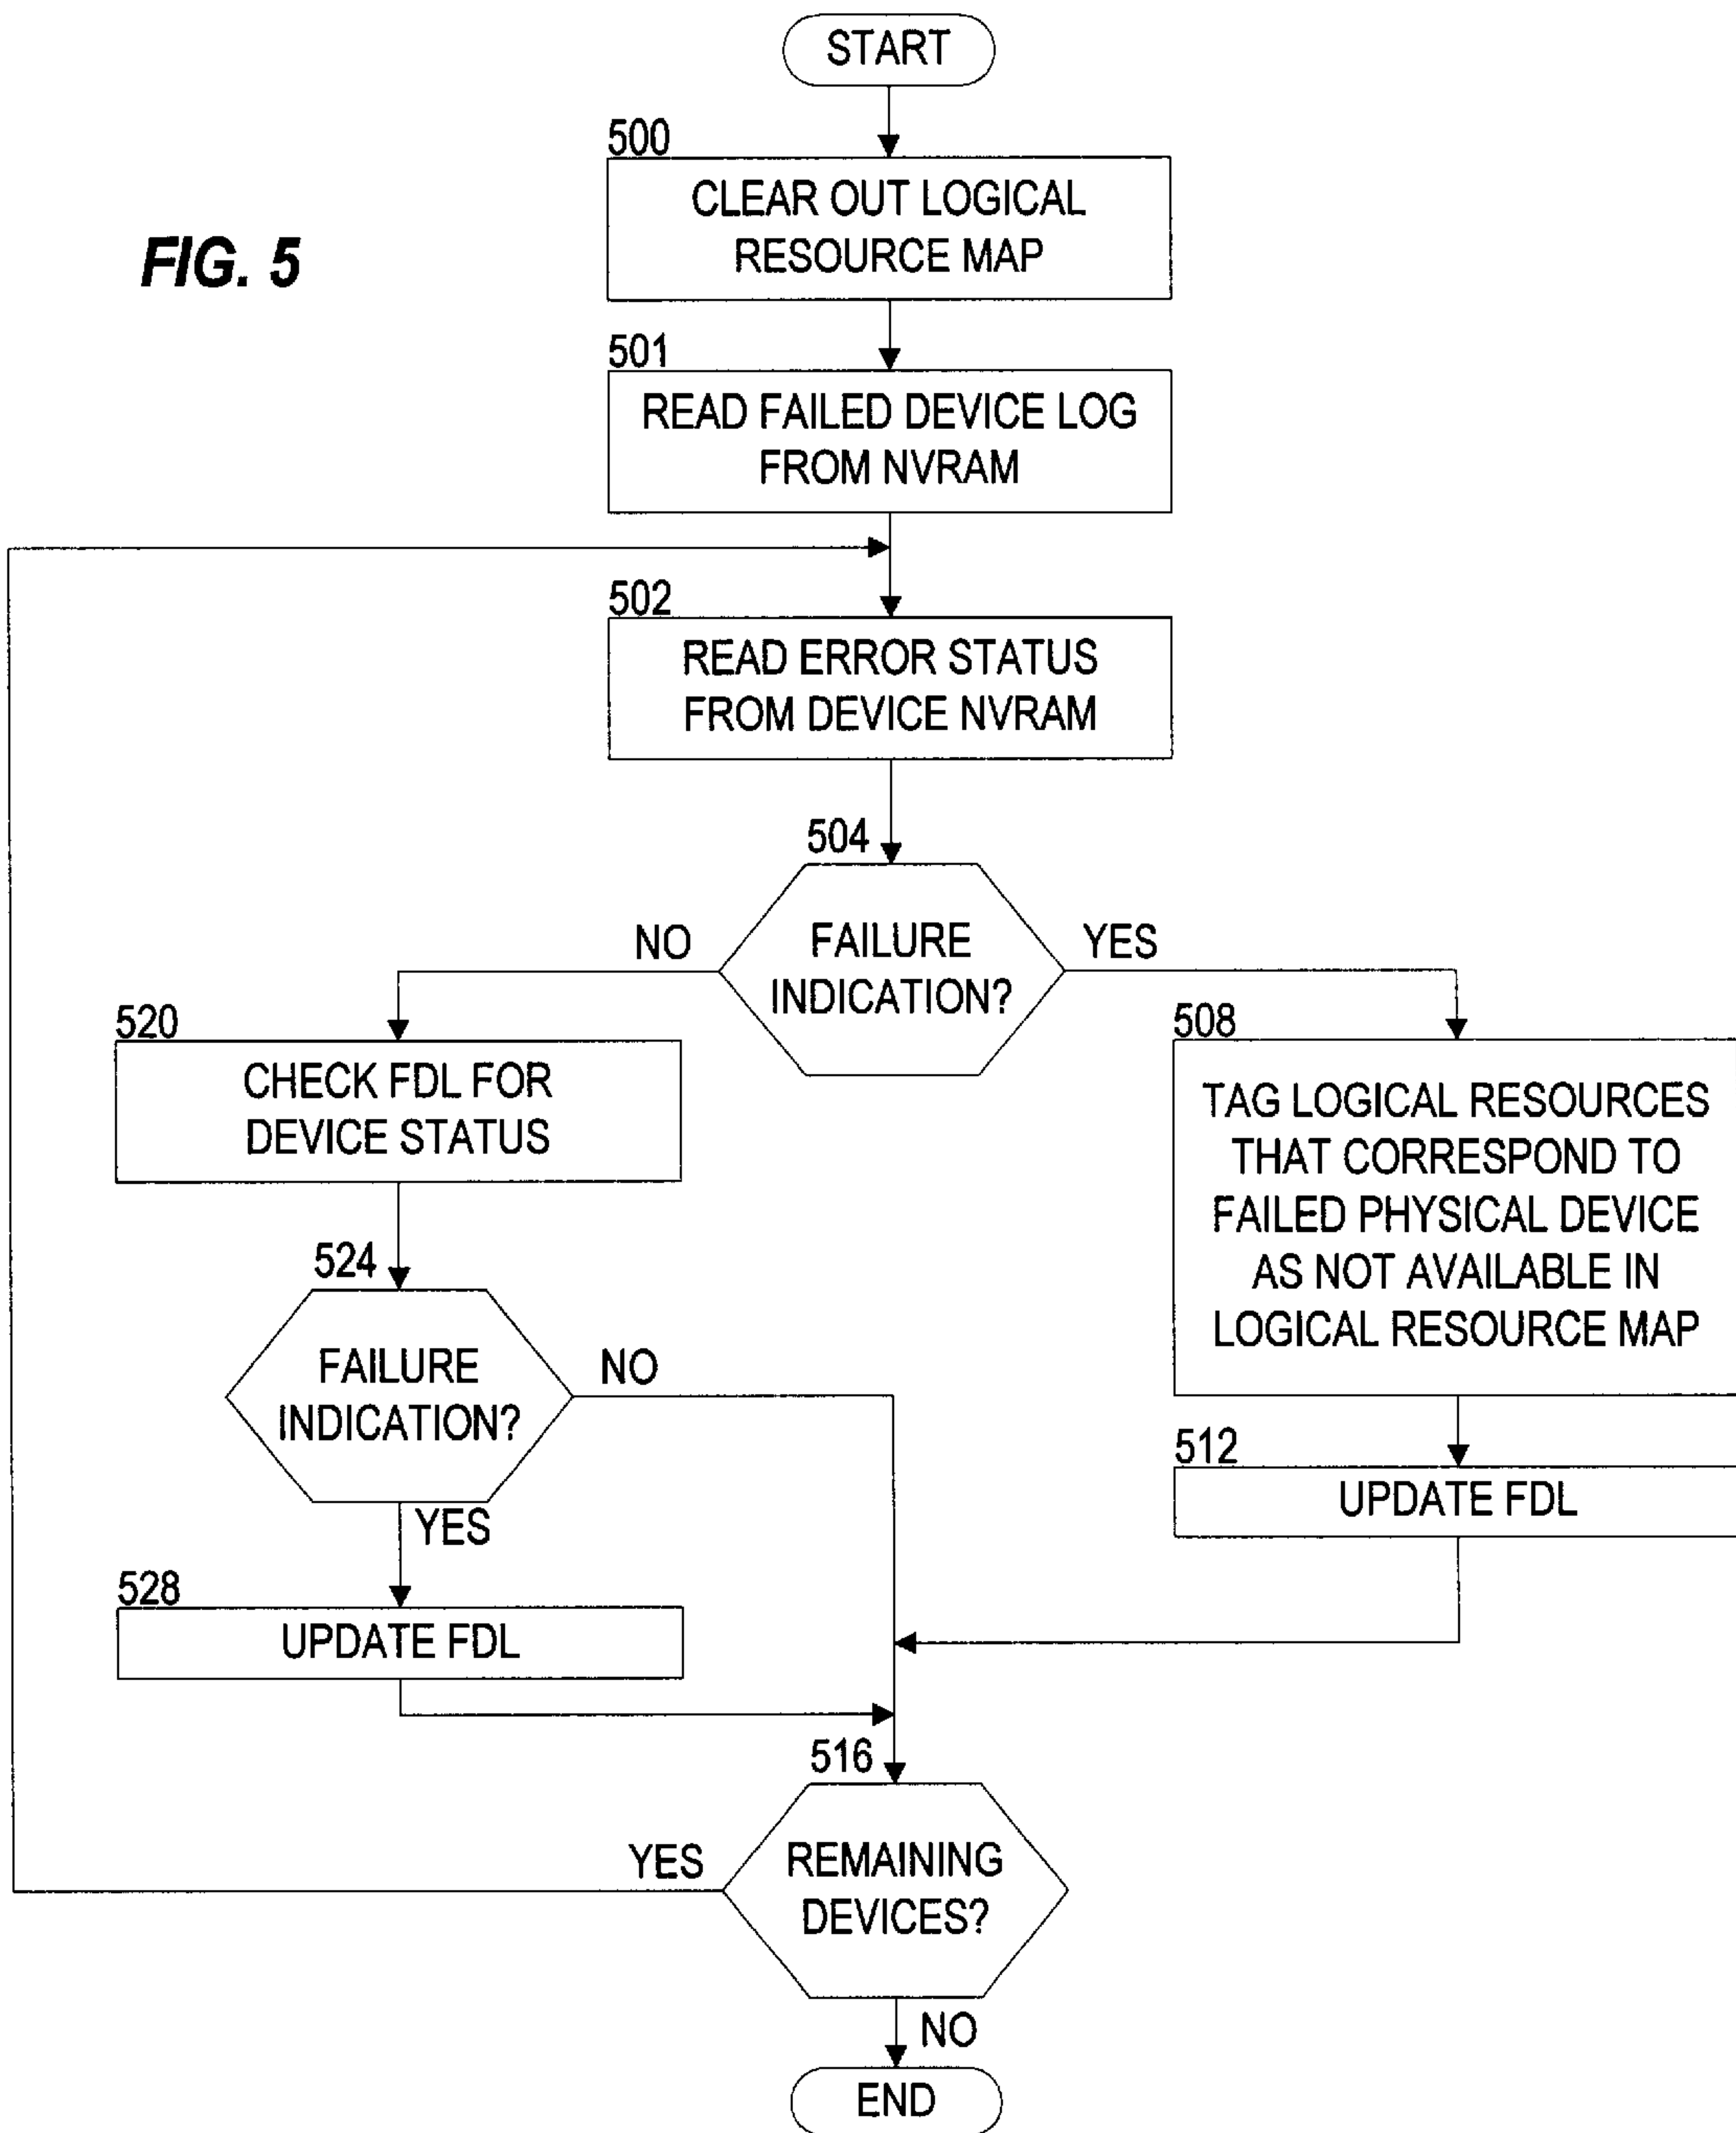 START
500
CLEAR OUT LOGICAL
RESOURCE MAP
FIG. 5
501
READ FAILED DEVICE LOG
FROM NVRAM
502
READ ERROR STATUS
FROM DEVICE NVRAM
504
FAILURE
INDICATION?
NO
YES
520
CHECK FDL FOR
DEVICE STATUS
508
TAG LOGICAL RESOURCES
THAT CORRESPOND TO
FAILED PHYSICAL DEVICE
AS NOT AVAILABLE IN
LOGICAL RESOURCE MAP
524
FAILURE
INDICATION?
NO
YES
512
UPDATE FDL
528
UPDATE FDL
516
REMAINING
DEVICES?
YES
NO
END